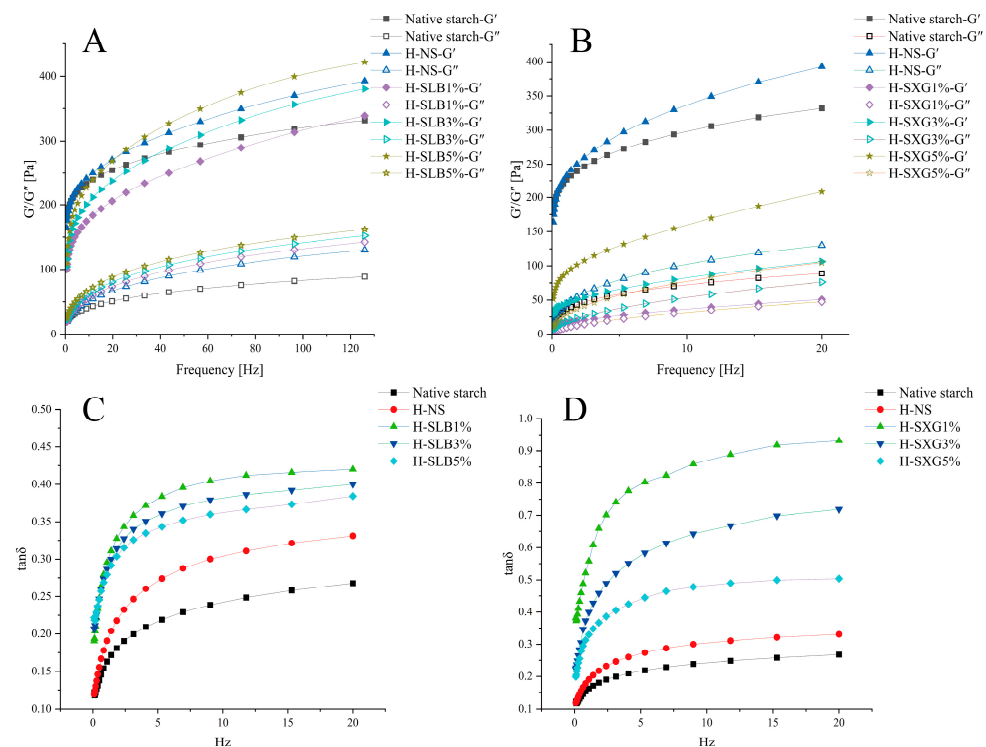 A
Native starch-G′
Native starch-G″
H-NS-G′
H-NS-G″
H-SLB1%-G′
H-SLB1%-G″
H-SLB3%-G′
H-SLB3%-G″
H-SLB5%-G′
H-SLB5%-G″
G′/G″ [Pa]
400
300
200
100
0
0 20 40 60 80 100 120
Frequency [Hz]
B
Native starch-G′
Native starch-G″
H-NS-G′
H-NS-G″
H-SXG1%-G′
H-SXG1%-G″
H-SXG3%-G′
H-SXG3%-G″
H-SXG5%-G′
H-SXG5%-G″
G′/G″ [Pa]
400
350
300
250
200
150
100
50
0
0 10 20
Frequency [Hz]
C
Native starch
H-NS
H-SLB1%
H-SLB3%
H-SLB5%
tanδ
0.50
0.45
0.40
0.35
0.30
0.25
0.20
0.15
0.10
0 5 10 15 20
Hz
D
Native starch
H-NS
H-SXG1%
H-SXG3%
H-SXG5%
tanδ
1.0
0.9
0.8
0.7
0.6
0.5
0.4
0.3
0.2
0.1
0 5 10 15 20
Hz